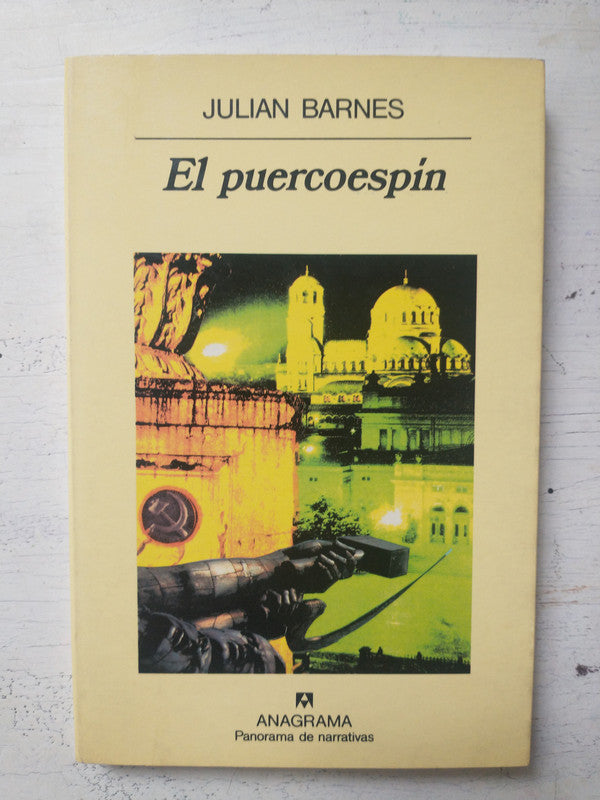 JULIAN BARNES
El puercoespín
ANAGRAMA
Panorama de narrativas